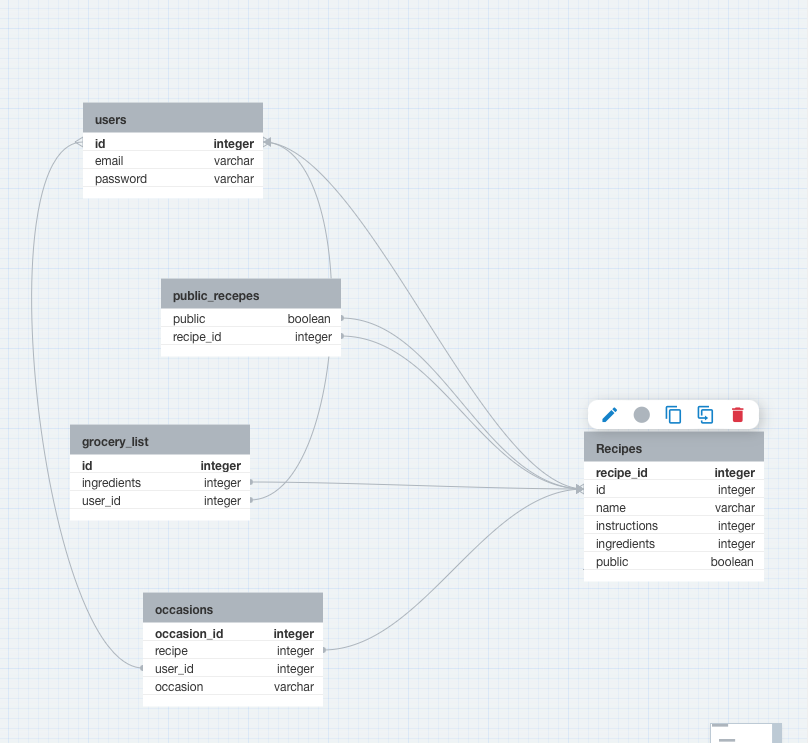 users
id integer
email varchar
password varchar
public_recepes
public boolean
recipe_id integer
grocery_list
id integer
ingredients integer
user_id integer
Recipes
recipe_id integer
id integer
name varchar
instructions integer
ingredients integer
public boolean
occasions
occasion_id integer
recipe integer
user_id integer
occasion varchar